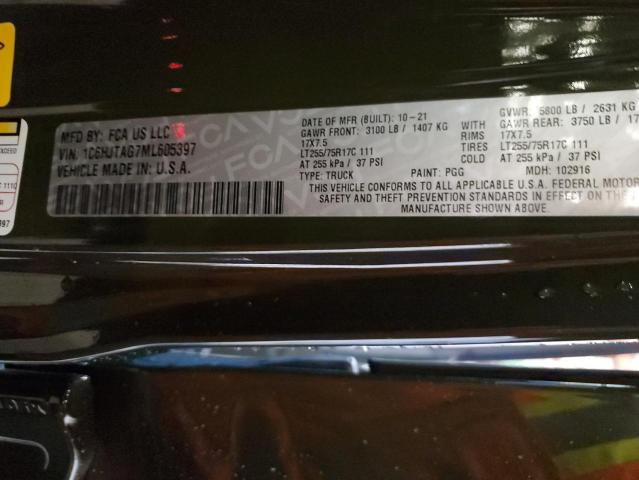 MFD BY: FCA US LLC
VIN: 1C6HJTAG7ML605397
VEHICLE MADE IN: U.S.A.
DATE OF MFR (BUILT): 10-21
GAWR FRONT: 3100 LB / 1407 KG WITH
17X7.5 RIMS
LT255/75R17C 111 TIRES
AT 255 kPa / 37 PSI COLD
TYPE: TRUCK PAINT: PGG
GVWR: 5800 LB / 2631 KG
GAWR REAR: 3750 LB / 17
17X7.5
LT255/75R17C 111
AT 255 kPa / 37 PSI
MDH: 102916
THIS VEHICLE CONFORMS TO ALL APPLICABLE U.S.A. FEDERAL MOTOR
SAFETY AND THEFT PREVENTION STANDARDS IN EFFECT ON THE
MANUFACTURE SHOWN ABOVE.
EXCEED
397